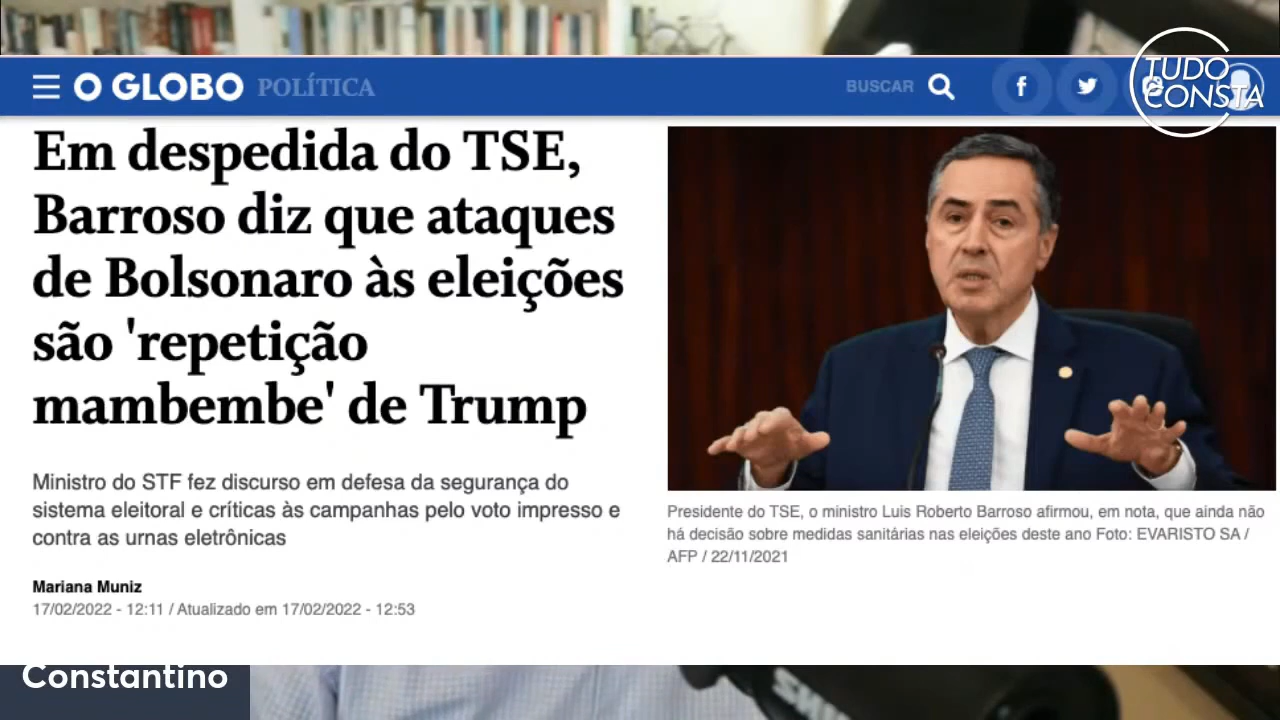 O GLOBO POLÍTICA BUSCAR
TUDO
CONSTA
Em despedida do TSE,
Barroso diz que ataques
de Bolsonaro às eleições
são 'repetição
mambembe' de Trump
Ministro do STF fez discurso em defesa da segurança do
sistema eleitoral e críticas às campanhas pelo voto impresso e
contra as urnas eletrônicas
Mariana Muniz
17/02/2022 - 12:11 / Atualizado em 17/02/2022 - 12:53
Presidente do TSE, o ministro Luis Roberto Barroso afirmou, em nota, que ainda não
há decisão sobre medidas sanitárias nas eleições deste ano Foto: EVARISTO SA /
AFP / 22/11/2021
Constantino